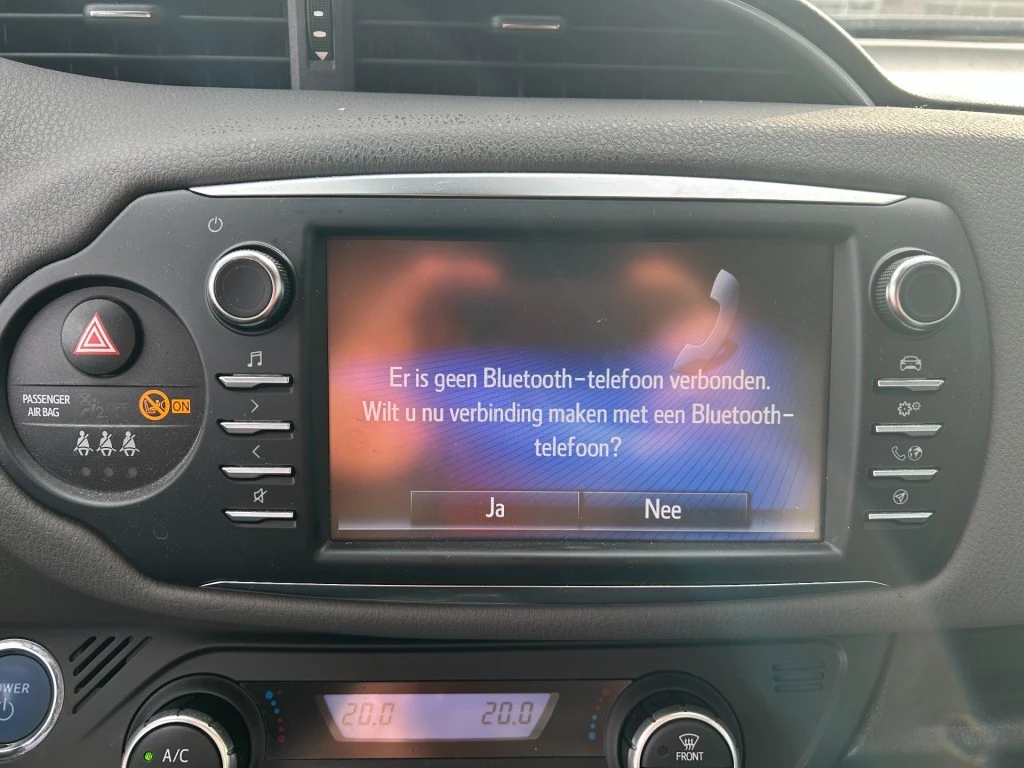 PASSENGER
AIR BAG
ON
Er is geen Bluetooth-telefoon verbonden.
Wilt u nu verbinding maken met een Bluetooth-
telefoon?
Ja
Nee
20.0
20.0
A/C
FRONT